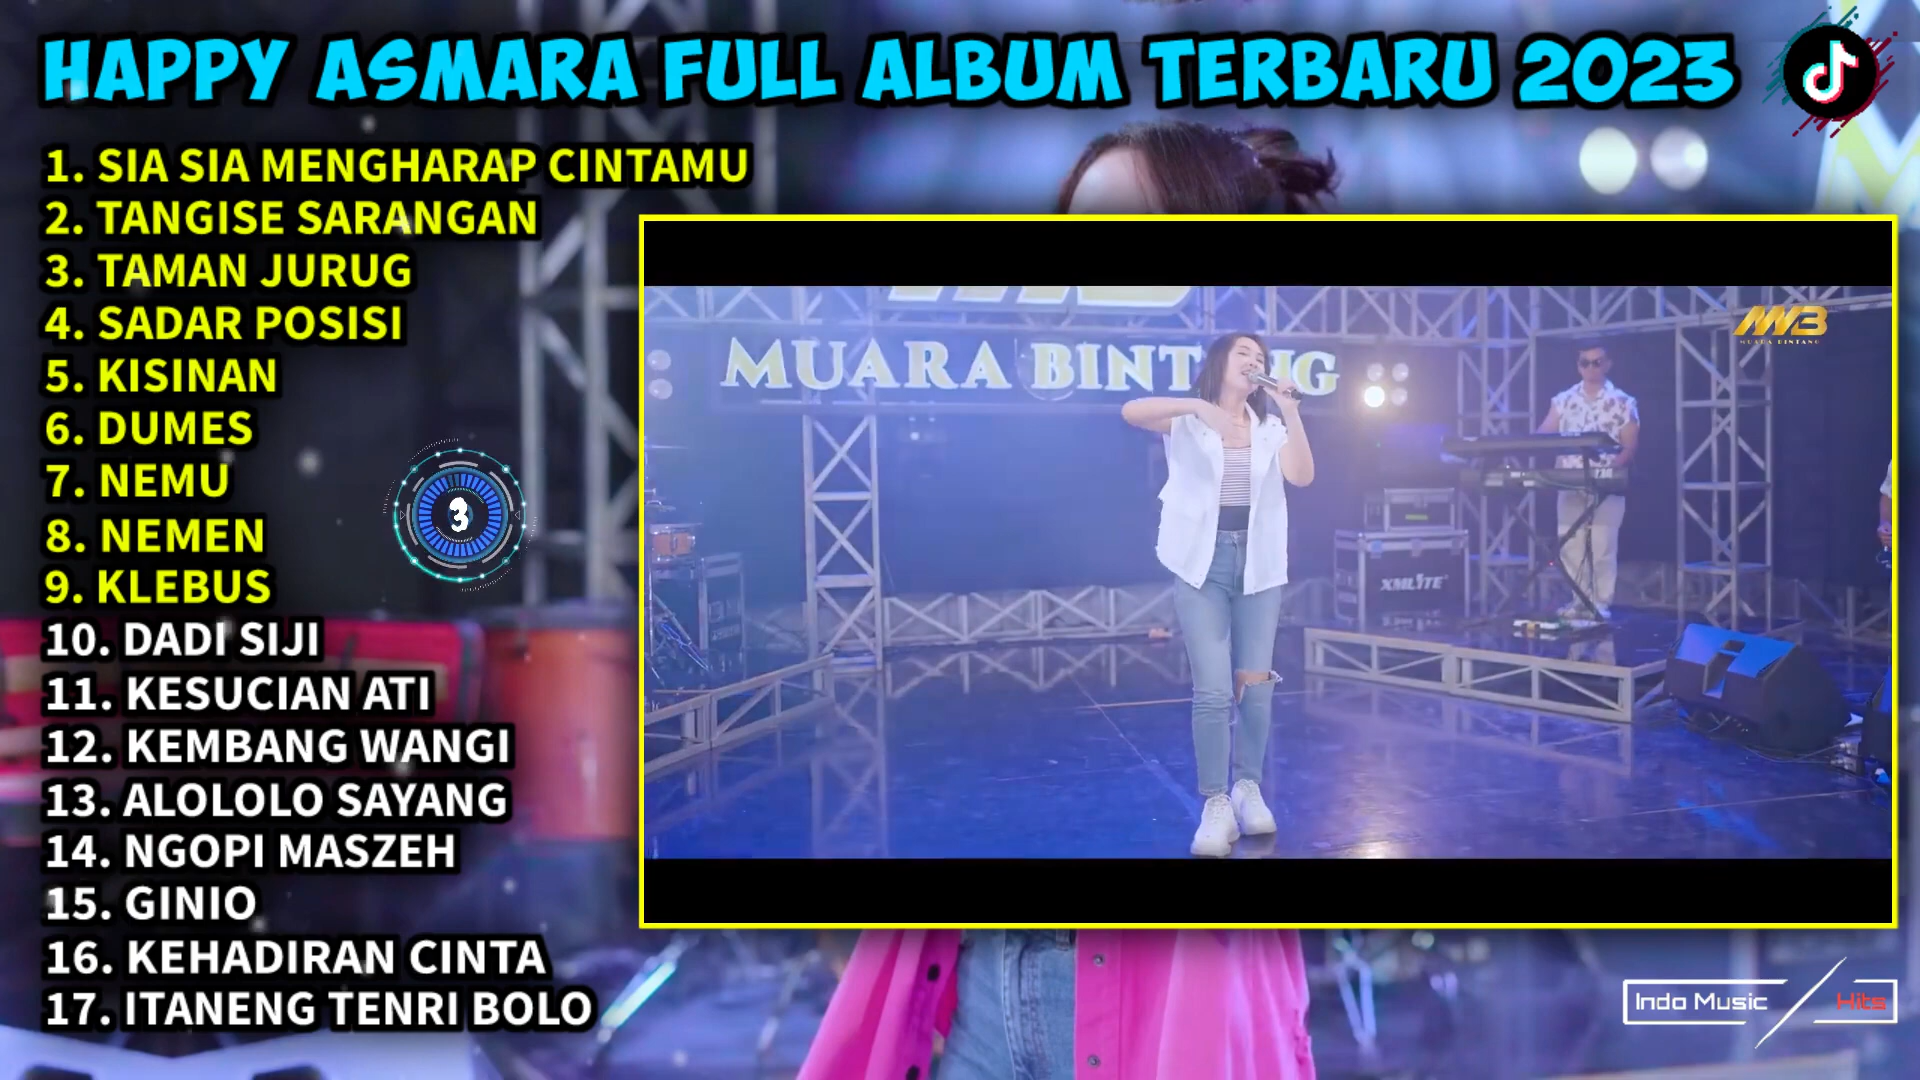 HAPPY ASMARA FULL ALBUM TERBARU 2023
1. SIA SIA MENGHARAP CINTAMU
2. TANGISE SARANGAN
3. TAMAN JURUG
4. SADAR POSISI
5. KISINAN
6. DUMES
7. NEMU
8. NEMEN
9. KLEBUS
10. DADI SIJI
11. KESUCIAN ATI
12. KEMBANG WANGI
13. ALOLOLO SAYANG
14. NGOPI MASZEH
15. GINIO
16. KEHADIRAN CINTA
17. ITANENG TENRI BOLO
3
MB
MUARA BINTANG
MUARA BINT NG
XMLITE
Indo Music Hits